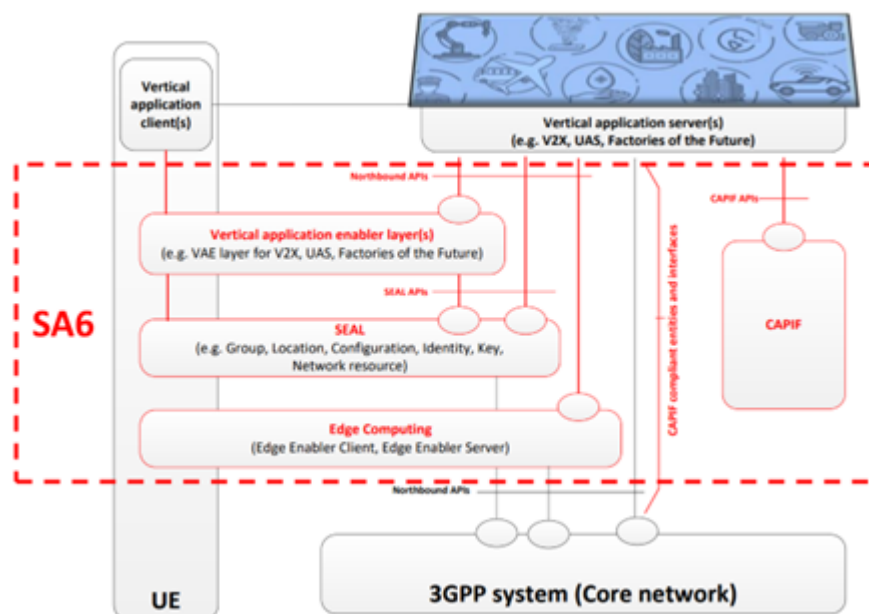 Vertical
application
client(s)
Vertical application server(s)
(e.g. V2X, UAS, Factories of the Future)
Northbound APIs
CAPIF APIs
Vertical application enabler layer(s)
(e.g. VAE layer for V2X, UAS, Factories of the Future)
SEAL APIs
SA6
SEAL
(e.g. Group, Location, Configuration, Identity, Key,
Network resource)
CAPIF compliant entities and interfaces
CAPIF
Edge Computing
(Edge Enabler Client, Edge Enabler Server)
Northbound APIs
UE
3GPP system (Core network)